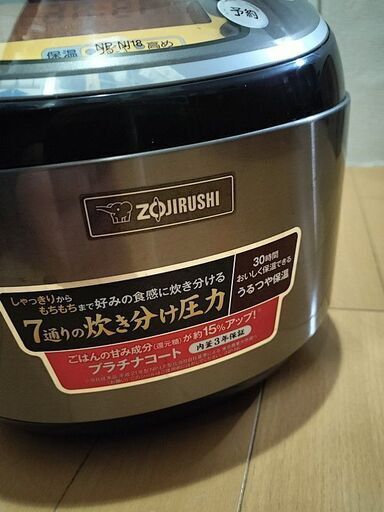 予約
保温
NP-NJ18
高め
ZOJIRUSHI
しゃっきりから
もちもちまで好みの食感に炊き分ける
7通りの炊き分け圧力
30時間
おいしく保温できる
うるつや保温
ごはんの甘み成分(還元糖)が約15%アップ!
プラチナコート
内釜3年保証